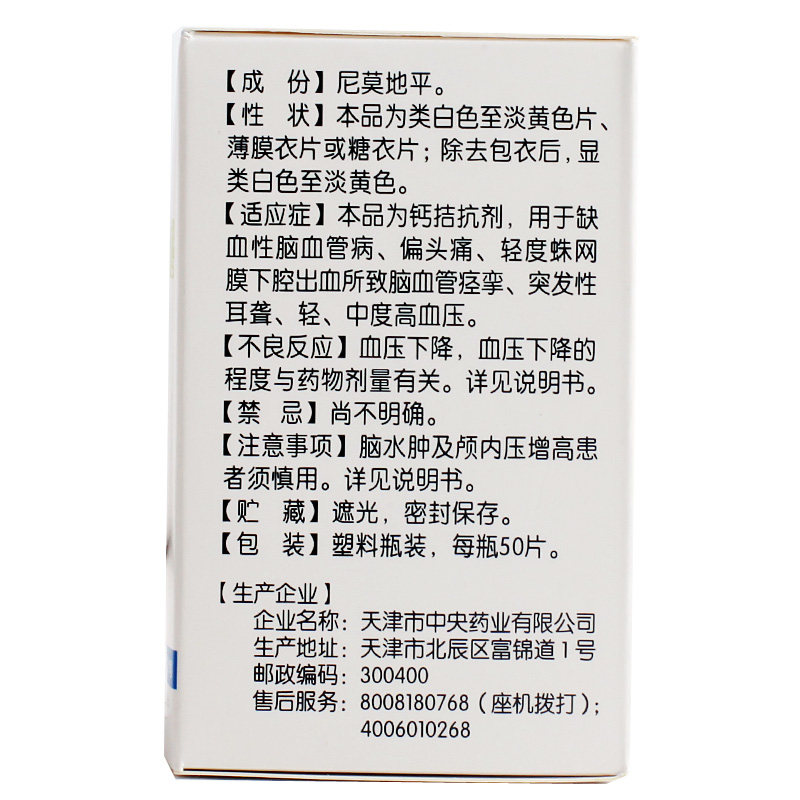 【成 份】尼莫地平。
【性 状】本品为类白色至淡黄色片、
薄膜衣片或糖衣片；除去包衣后，显
类白色至淡黄色。
【适应症】本品为钙拮抗剂，用于缺
血性脑血管病、偏头痛、轻度蛛网
膜下腔出血所致脑血管痉挛、突发性
耳聋、轻、中度高血压。
【不良反应】血压下降，血压下降的
程度与药物剂量有关。详见说明书。
【禁 忌】尚不明确。
【注意事项】脑水肿及颅内压增高患
者须慎用。详见说明书。
【贮 藏】遮光，密封保存。
【包 装】塑料瓶装，每瓶50片。
【生产企业】
企业名称：天津市中央药业有限公司
生产地址：天津市北辰区富锦道1号
邮政编码：300400
售后服务：8008180768（座机拨打）；
4006010268